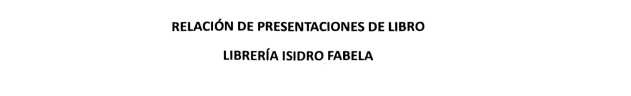 RELACIÓN DE PRESENTACIONES DE LIBRO
LIBRERÍA ISIDRO FABELA